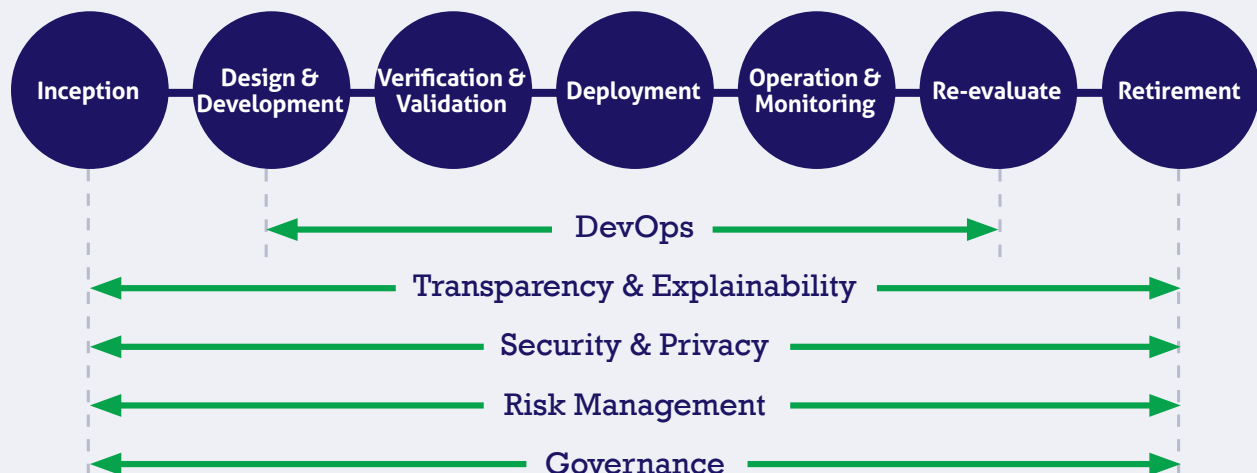 Inception
Design &
Development
Verification &
Validation
Deployment
Operation &
Monitoring
Re-evaluate
Retirement
DevOps
Transparency & Explainability
Security & Privacy
Risk Management
Governance